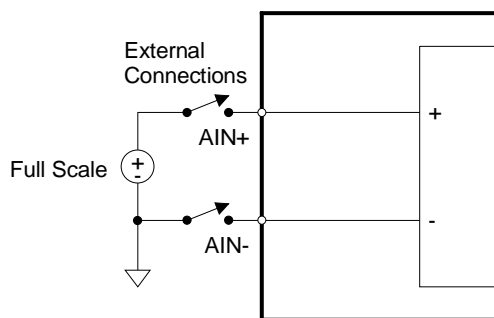 External
Connections
AIN+
+
Full Scale
+
-
AIN-
-